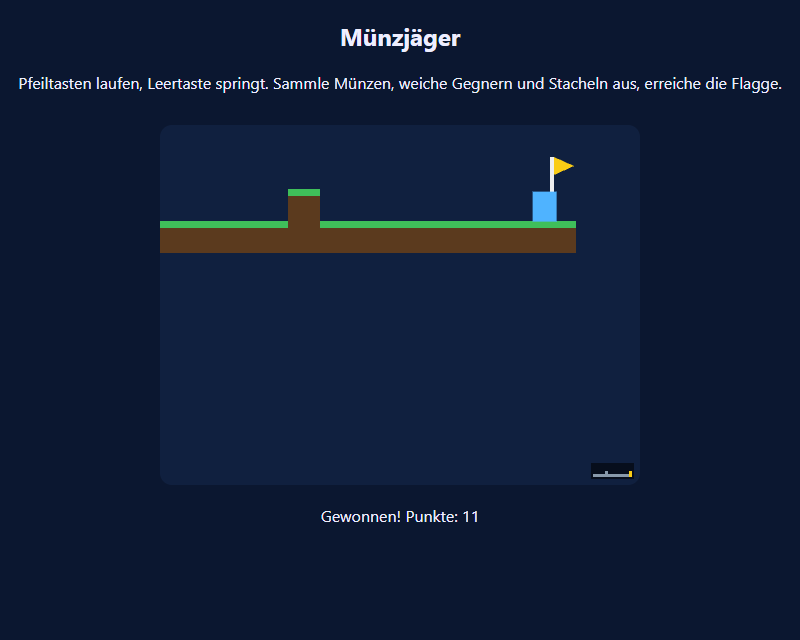 Münzjäger
Pfeiltasten laufen, Leertaste springt. Sammle Münzen, weiche Gegnern und Stacheln aus, erreiche die Flagge.
Gewonnen! Punkte: 11